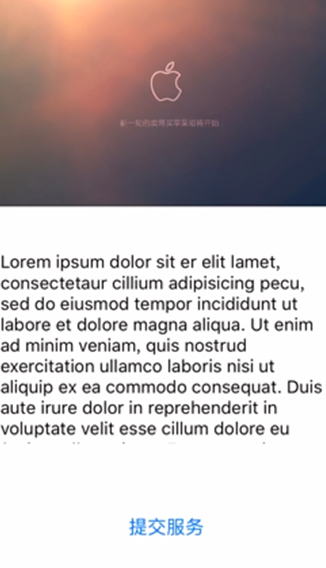 Lorem ipsum dolor sit er elit lamet,
consectetaur cillium adipisicing pecu,
sed do eiusmod tempor incididunt ut
labore et dolore magna aliqua. Ut enim
ad minim veniam, quis nostrud
exercitation ullamco laboris nisi ut
aliquip ex ea commodo consequat. Duis
aute irure dolor in reprehenderit in
voluptate velit esse cillum dolore eu
提交服务